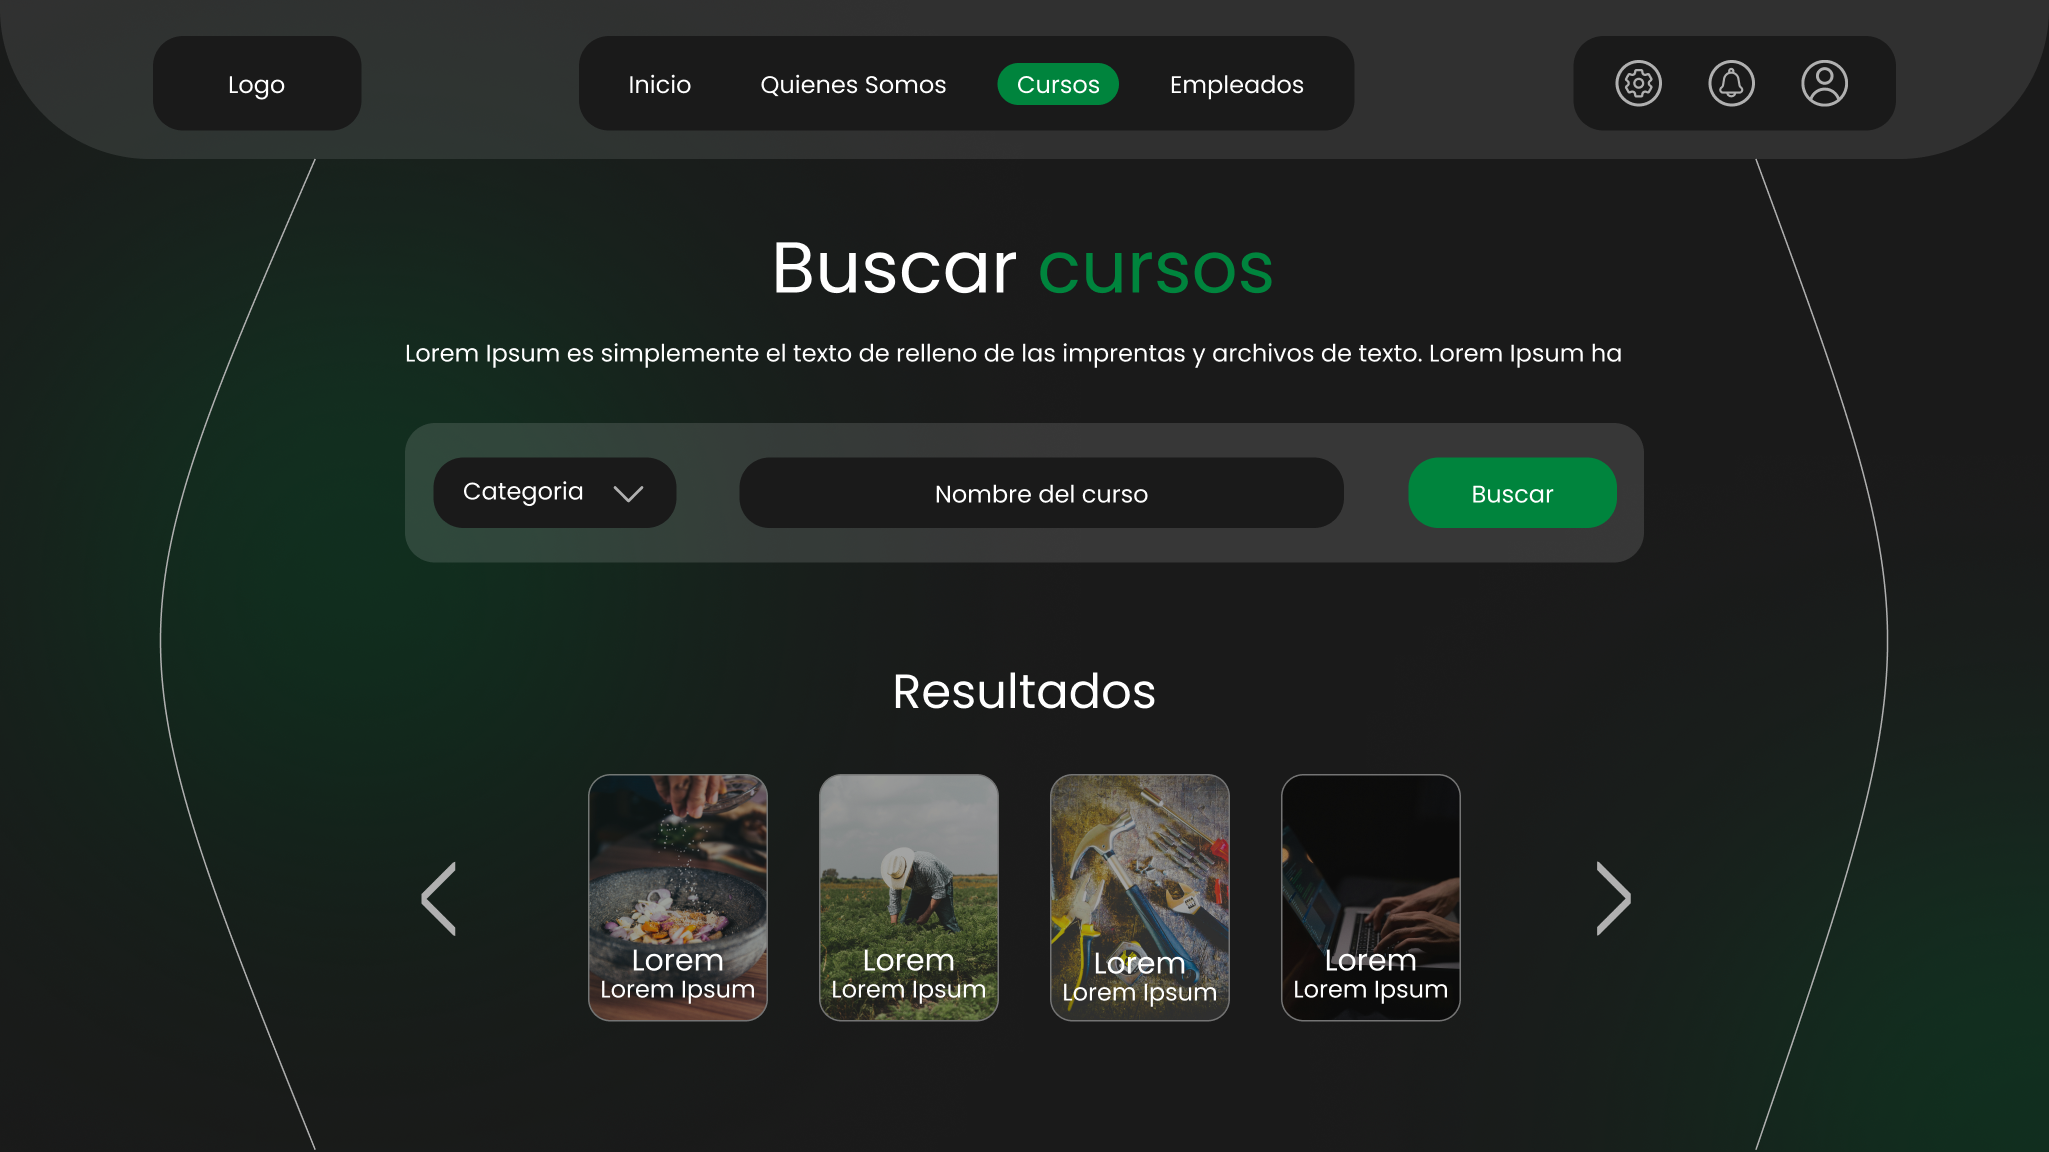 Logo
Inicio
Quienes Somos
Cursos
Empleados
Buscar cursos
Lorem Ipsum es simplemente el texto de relleno de las imprentas y archivos de texto. Lorem Ipsum ha
Categoria
Nombre del curso
Buscar
Resultados
Lorem
Lorem Ipsum
Lorem
Lorem Ipsum
Lorem
Lorem Ipsum
Lorem
Lorem Ipsum